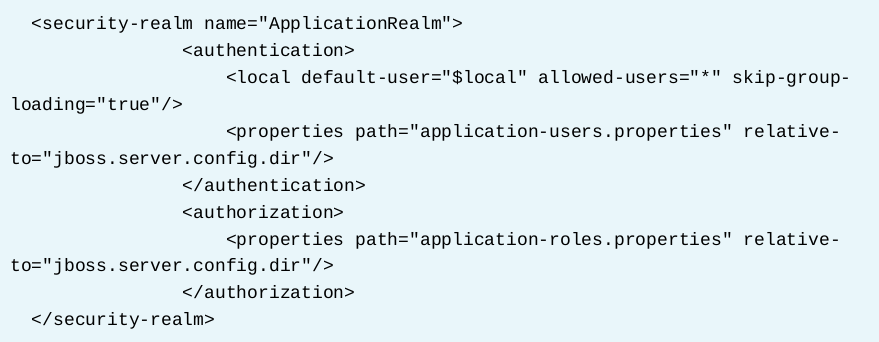 <security-realm name="ApplicationRealm">
<authentication>
<local default-user="$local" allowed-users="*" skip-group-
loading="true"/>
<properties path="application-users.properties" relative-
to="jboss.server.config.dir"/>
</authentication>
<authorization>
<properties path="application-roles.properties" relative-
to="jboss.server.config.dir"/>
</authorization>
</security-realm>